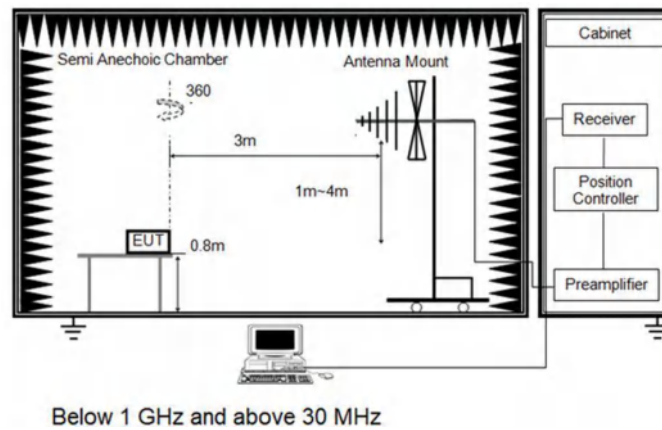 Semi Anechoic Chamber
Antenna Mount
Cabinet
360
Receiver
3m
1m~4m
Position
Controller
EUT
0.8m
Preamplifier
Below 1 GHz and above 30 MHz